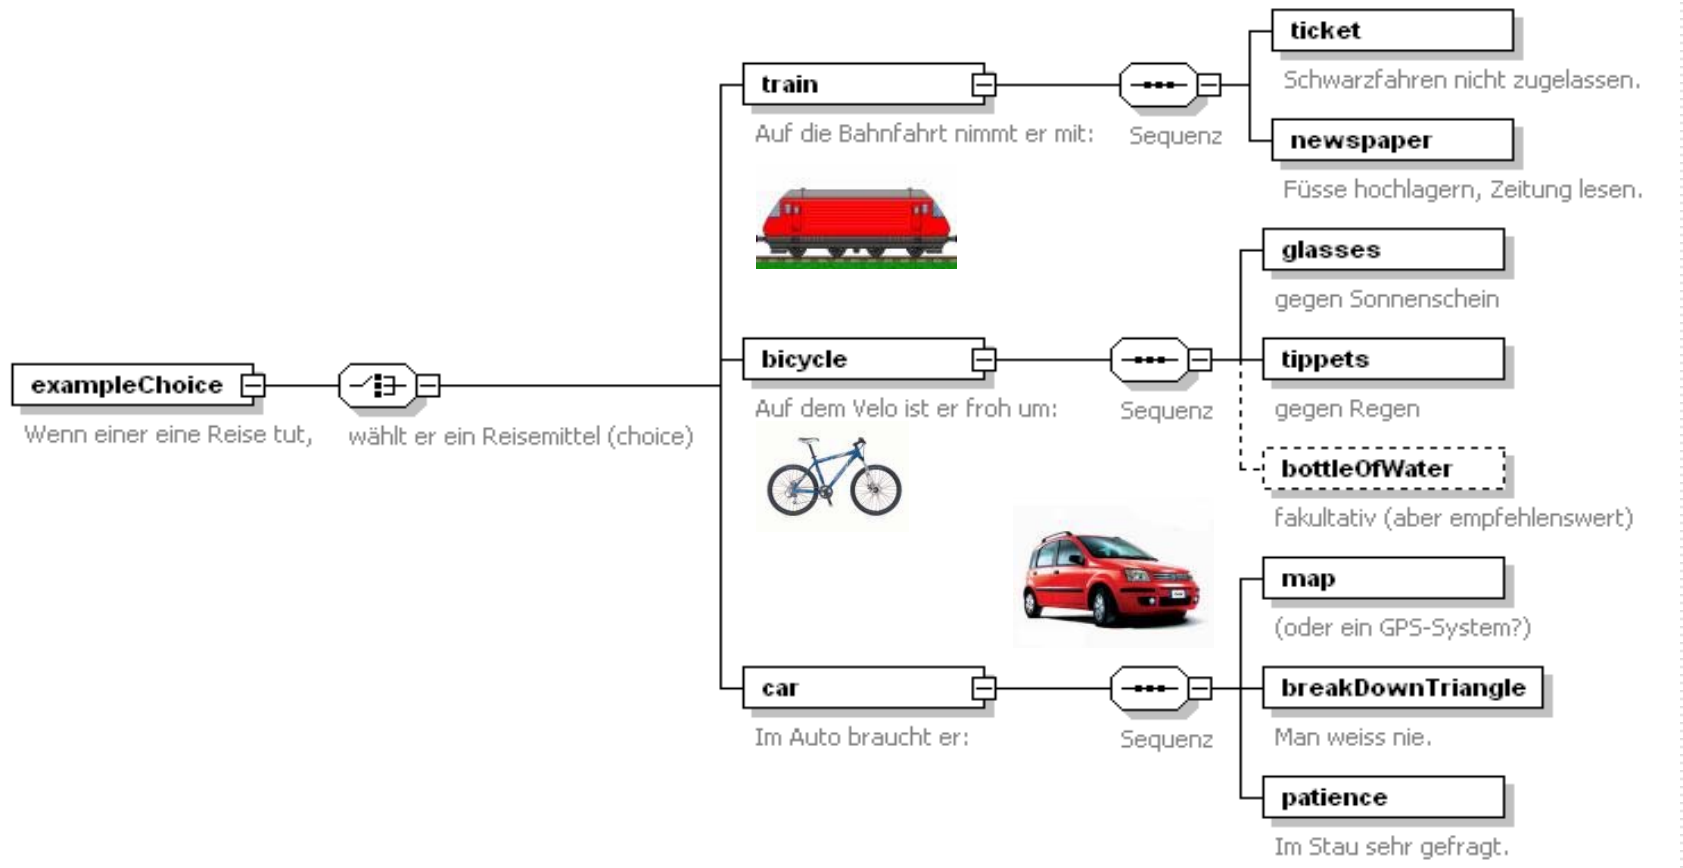 exampleChoice
Wenn einer eine Reise tut,
wählt er ein Reisemittel (choice)
train
Auf die Bahnfahrt nimmt er mit:
Sequenz
ticket
Schwarzfahren nicht zugelassen.
newspaper
Füsse hochlagern, Zeitung lesen.
bicycle
Auf dem Velo ist er froh um:
Sequenz
glasses
gegen Sonnenschein
tippets
gegen Regen
bottleOfWater
fakultativ (aber empfehlenswert)
car
Im Auto braucht er:
Sequenz
map
(oder ein GPS-System?)
breakDownTriangle
Man weiss nie.
patience
Im Stau sehr gefragt.